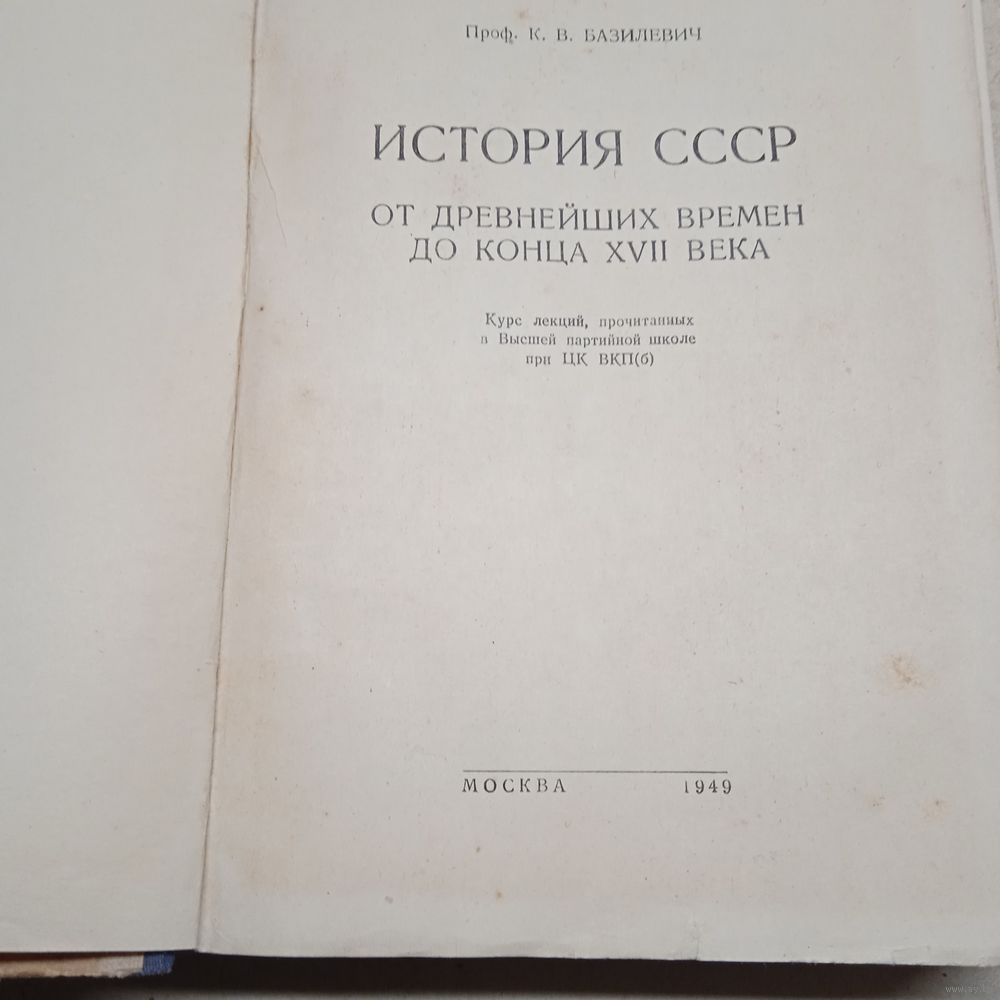 Проф. К. В. БАЗИЛЕВИЧ
ИСТОРИЯ СССР
ОТ ДРЕВНЕЙШИХ ВРЕМЕН
ДО КОНЦА XVII ВЕКА
Курс лекций, прочитанных
в Высшей партийной школе
при ЦК ВКП(б)
МОСКВА 1949